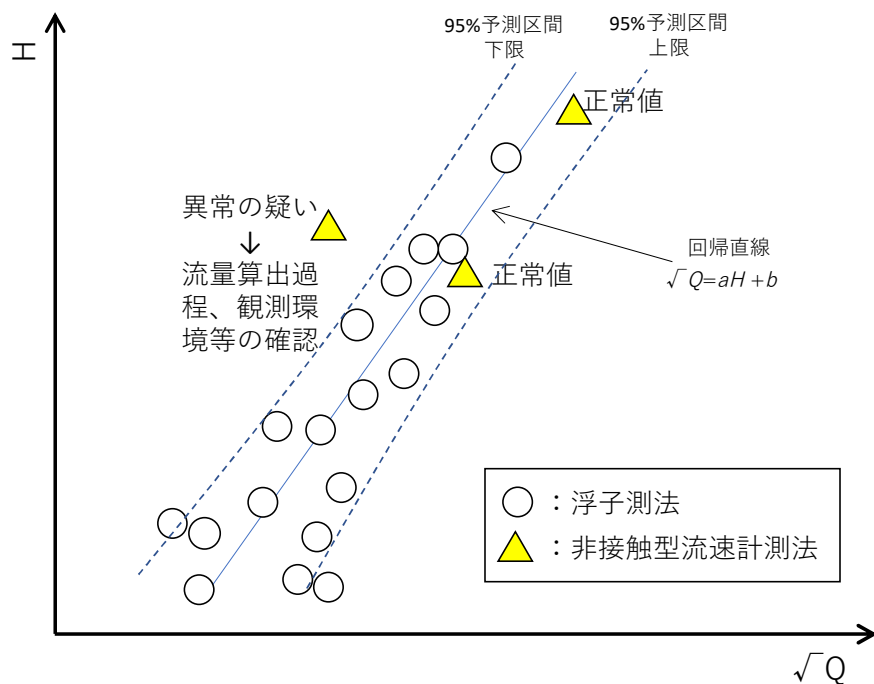 H
95%予測区間
下限
95%予測区間
上限
正常値
異常の疑い
↓
流量算出過
程、観測環
境等の確認
正常値
回帰直線
√Q=aH+b
○:浮子測法
▲:非接触型流速計測法
√Q